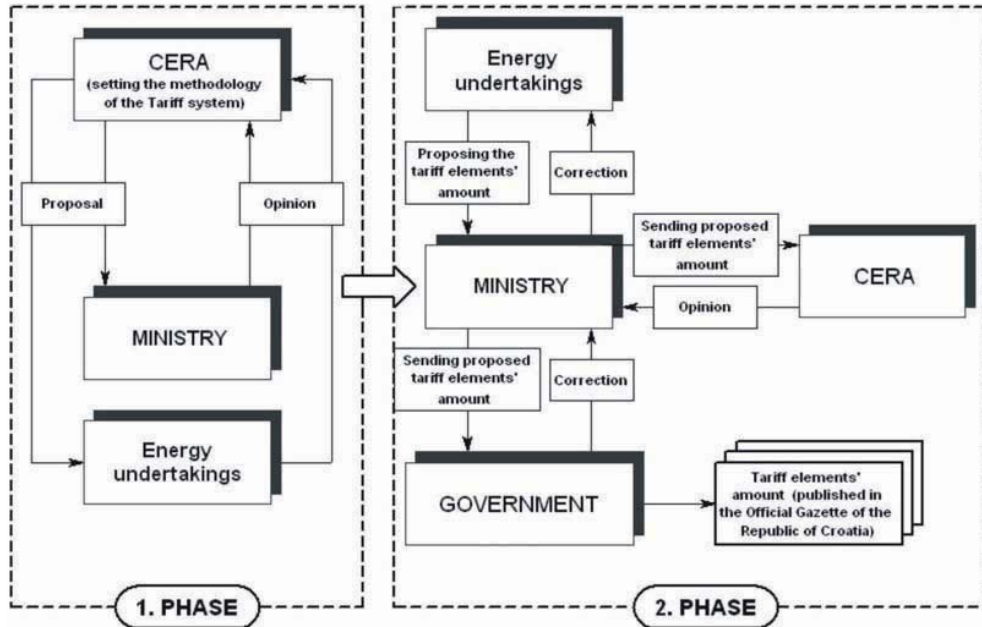 CERA
(setting the methodology
of the Tariff system)
Proposal
Opinion
MINISTRY
Energy
undertakings
1. PHASE
Energy
undertakings
Proposing the
tariff elements'
amount
Correction
MINISTRY
Sending proposed
tariff elements'
amount
CERA
Opinion
Sending proposed
tariff elements'
amount
Correction
GOVERNMENT
Tariff elements'
amount (published in
the Official Gazette of the
Republic of Croatia)
2. PHASE